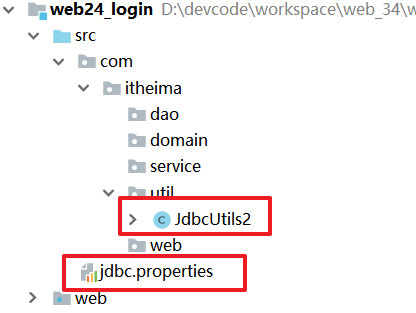 web24_login D:\devcode\workspace\web_34\w
src
com
itheima
dao
domain
service
util
C JdbcUtils2
web
jdbc.properties
web